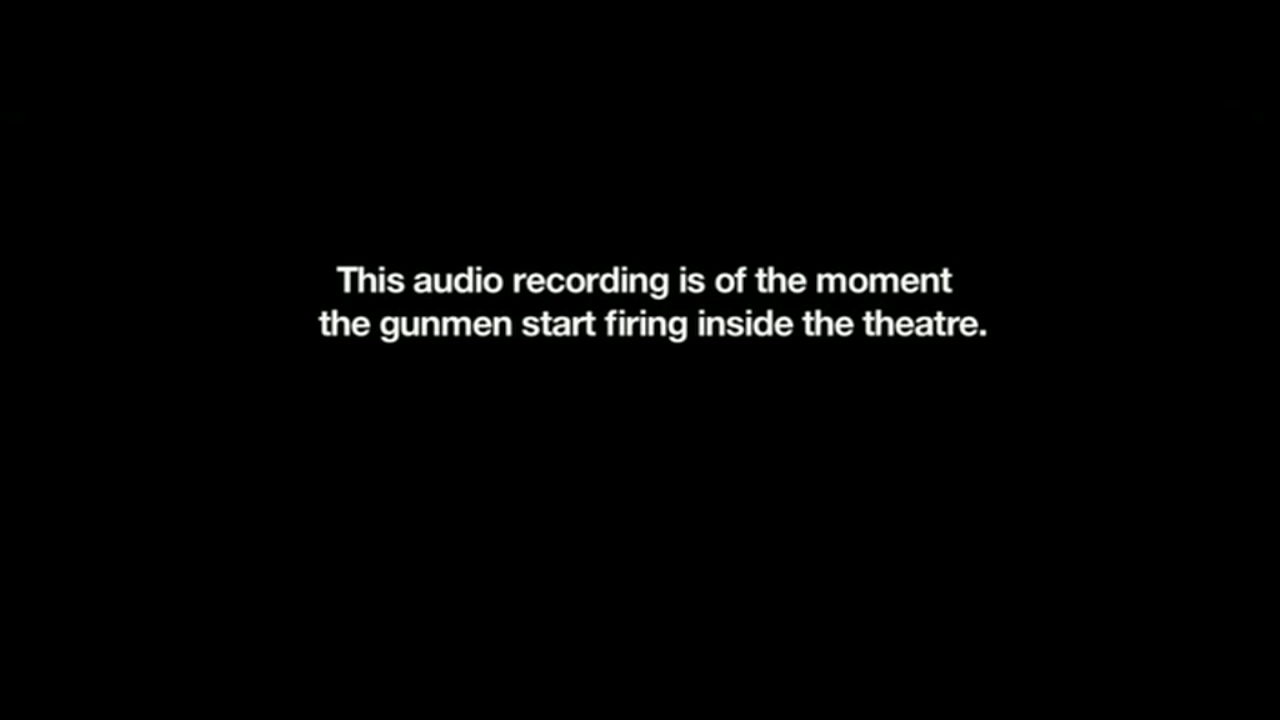 This audio recording is of the moment
the gunmen start firing inside the theatre.